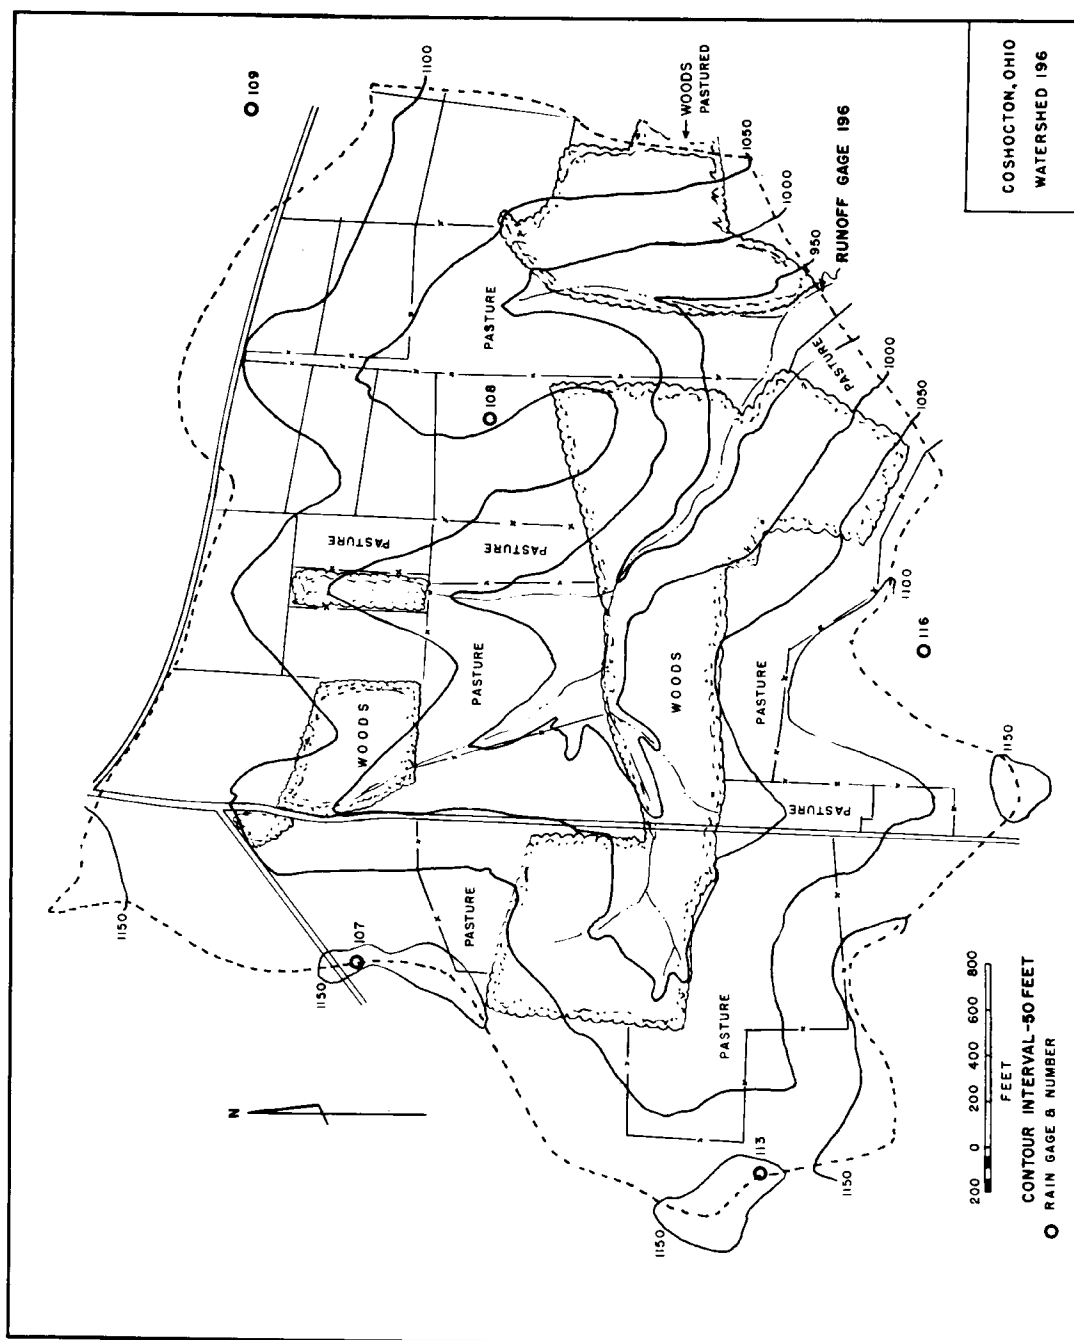 COSHOCTON, OHIO
WATERSHED 196
109
1100
WOODS
PASTURED
1050
1000
950
RUNOFF GAGE 196
PASTURE
108
PASTURE
1000
1050
PASTURE
PASTURE
1100
116
PASTURE
WOODS
PASTURE
WOODS
1150
PASTURE
1150
PASTURE
107
1150
PASTURE
N
113
1150
1150
200 0 200 400 600 800
FEET
CONTOUR INTERVAL-50 FEET
RAIN GAGE & NUMBER